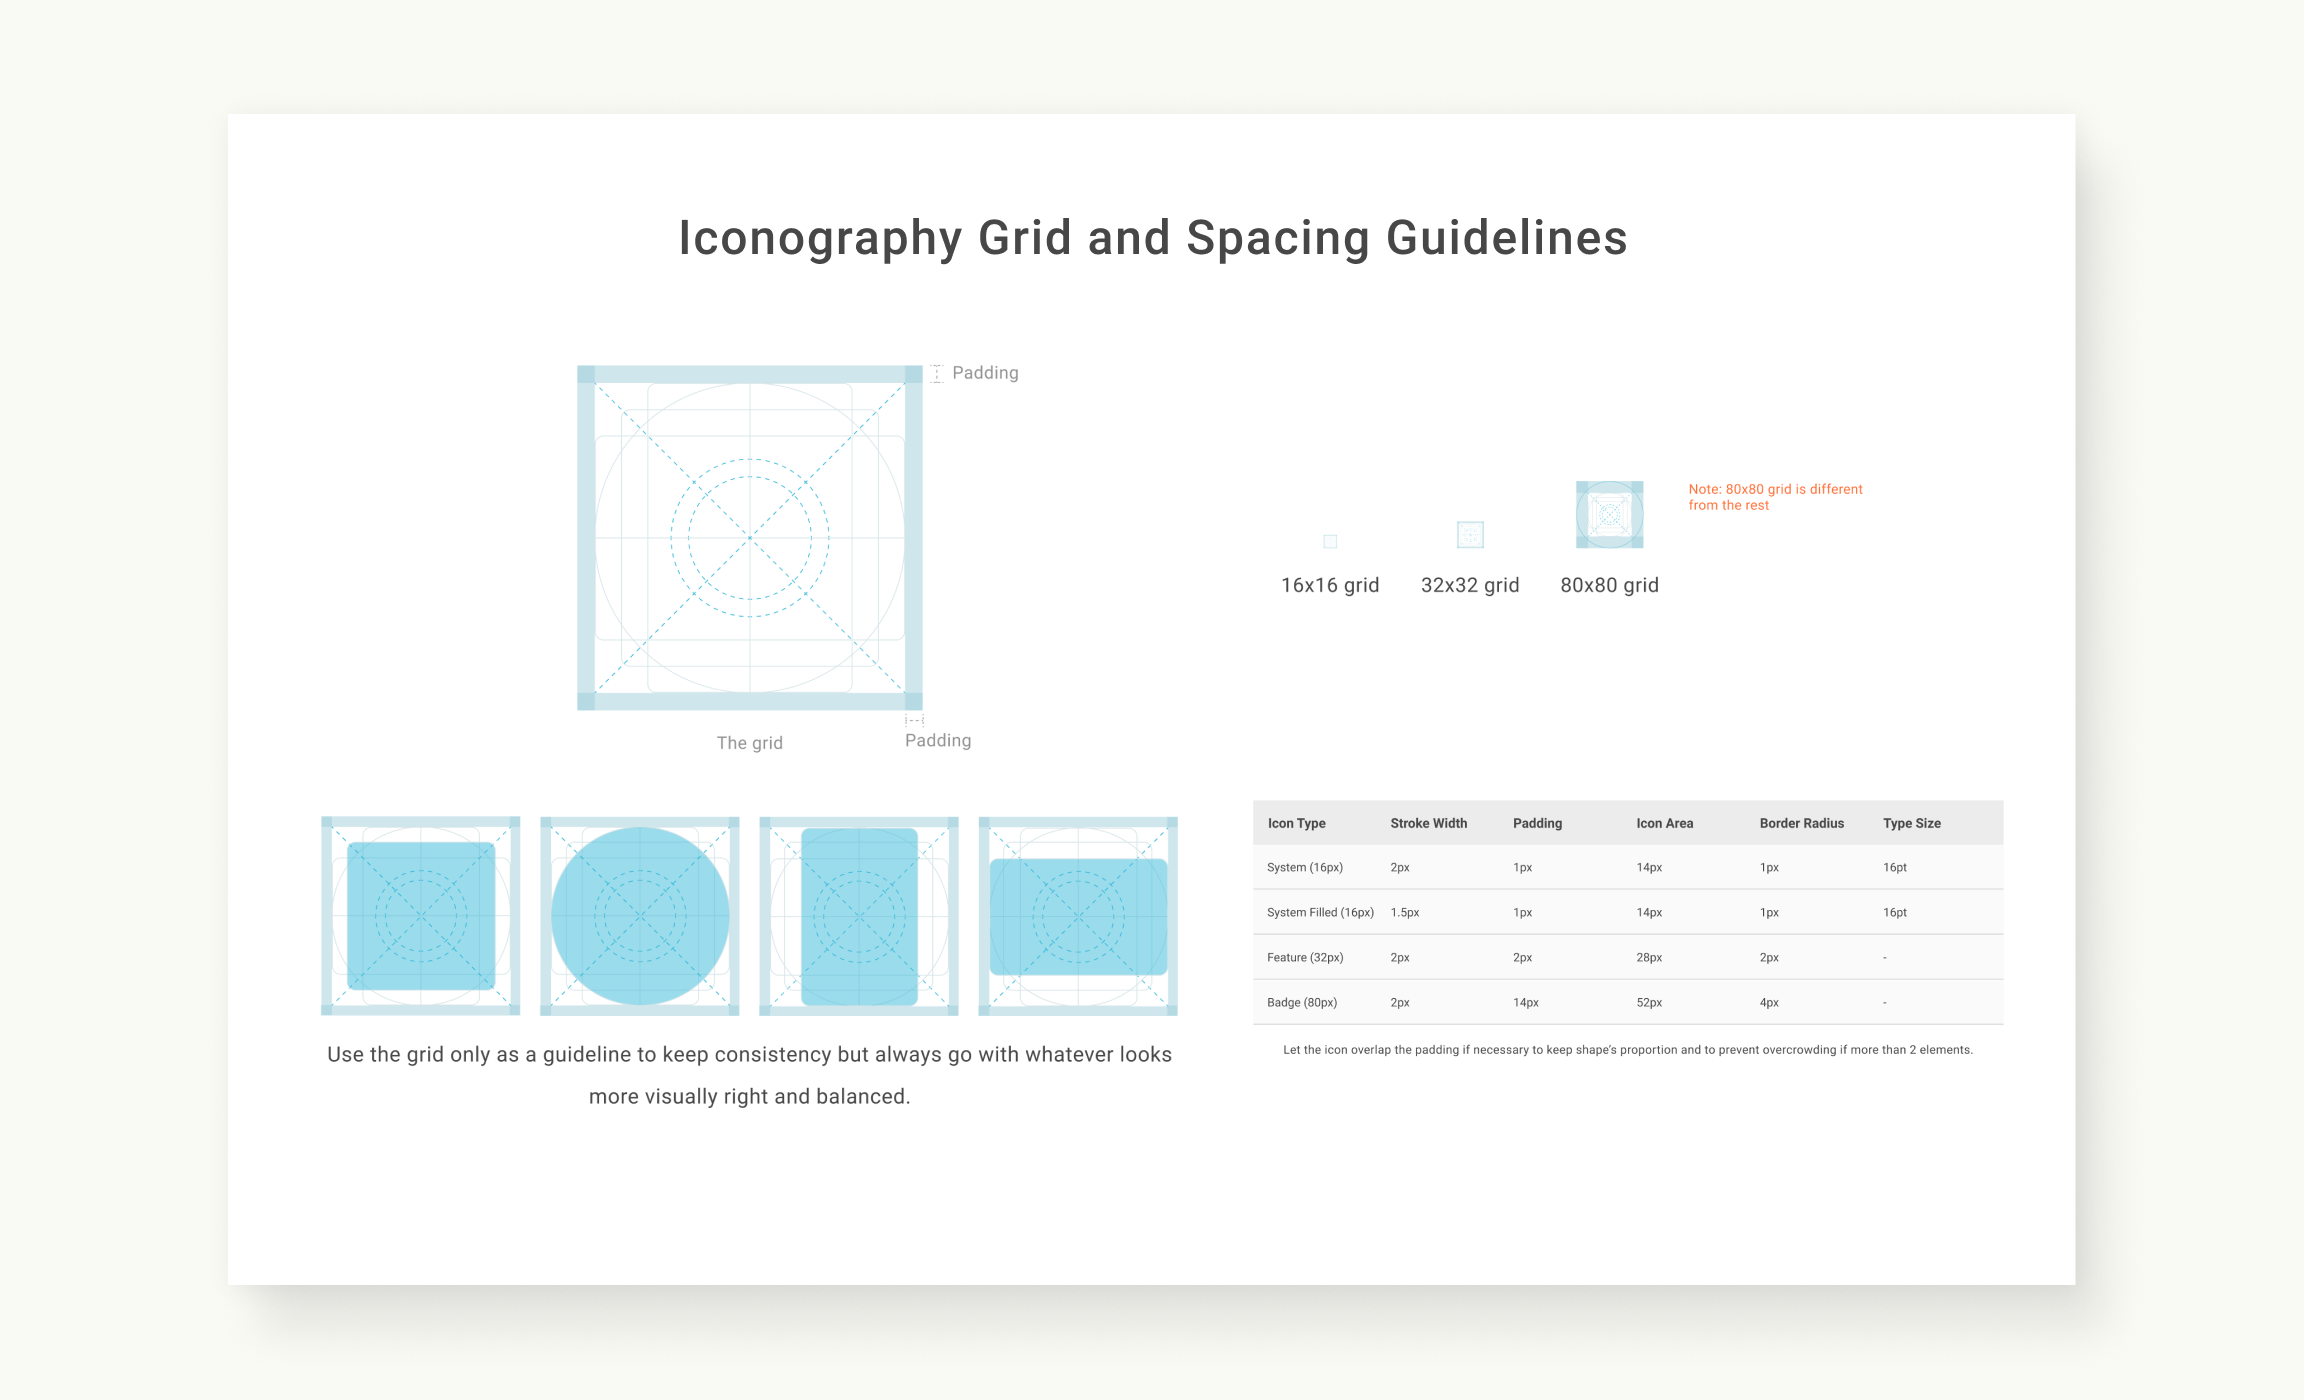 Iconography Grid and Spacing Guidelines
Padding
The grid
Padding
Note: 80x80 grid is different
from the rest
16x16 grid
32x32 grid
80x80 grid
Use the grid only as a guideline to keep consistency but always go with whatever looks
more visually right and balanced.
Icon Type Stroke Width Padding Icon Area Border Radius Type Size
System (16px) 2px 1px 14px 1px 16pt
System Filled (16px) 1.5px 1px 14px 1px 16pt
Feature (32px) 2px 2px 28px 2px -
Badge (80px) 2px 14px 52px 4px -
Let the icon overlap the padding if necessary to keep shape's proportion and to prevent overcrowding if more than 2 elements.